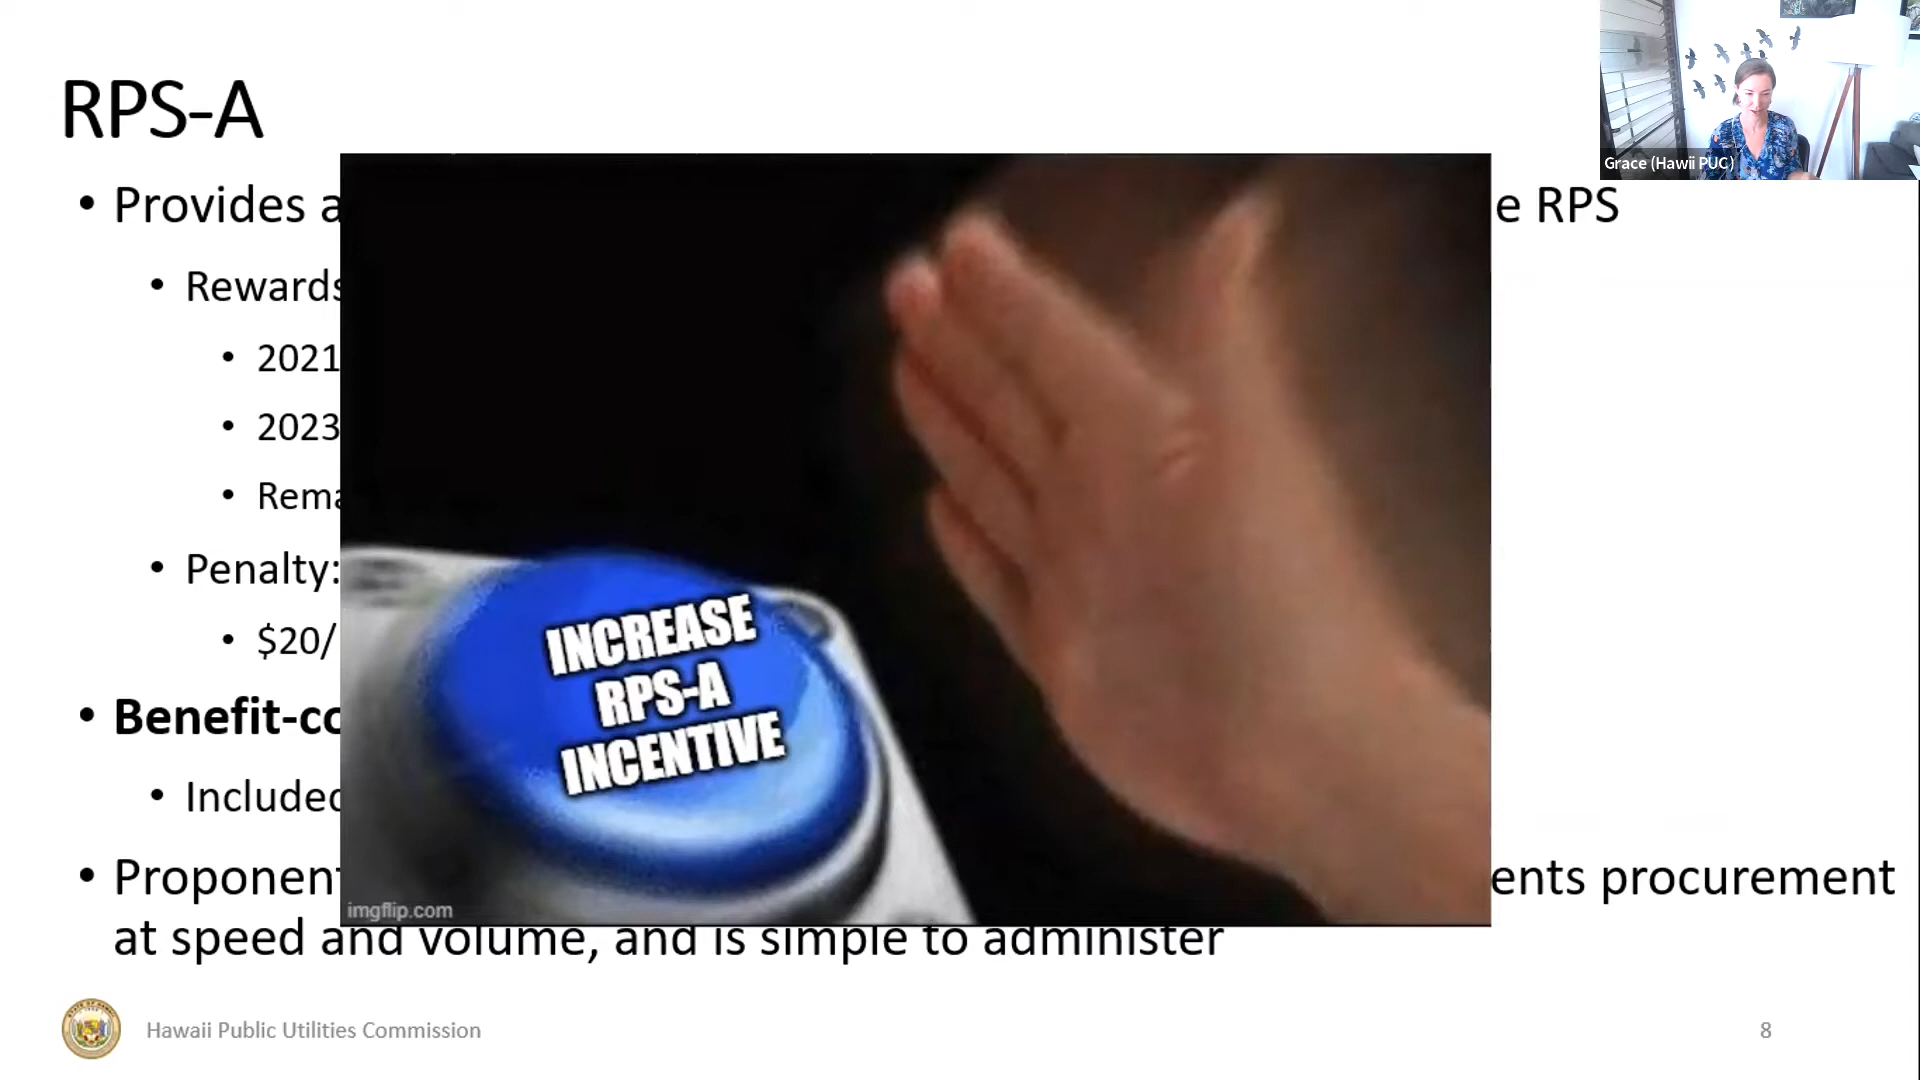 RPS-A
Grace (Hawii PUC)
• Provides a e RPS
• Rewards
• 2021
• 2023
• Rema
• Penalty:
• $20/
INCREASE
RPS-A
INCENTIVE
• Benefit-co
• Included
• Proponent ents procurement
imgflip.com
at speed and volume, and is simple to administer
Hawaii Public Utilities Commission
8